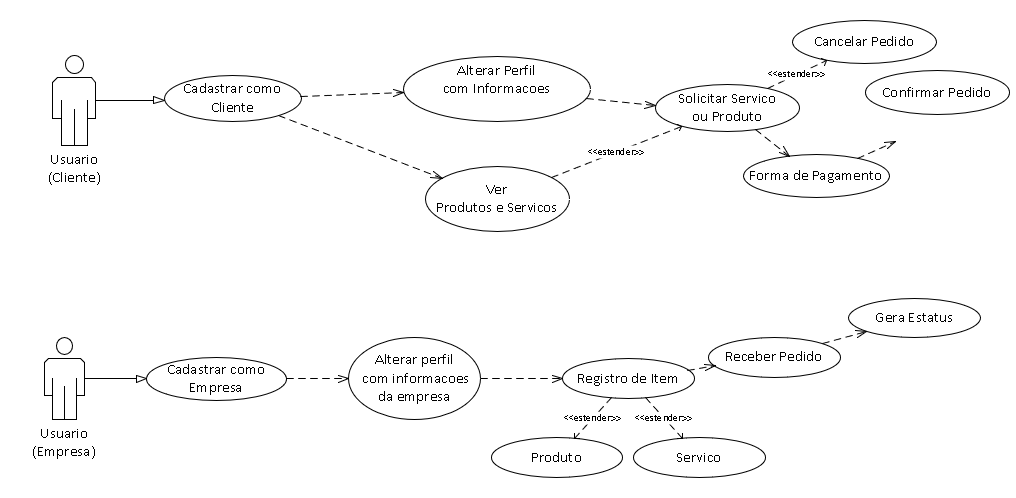 Cancelar Pedido
<<estender>>
Alterar Perfil
com Informacoes
Cadastrar como
Cliente
Solicitar Servico
ou Produto
Confirmar Pedido
Usuario
(Cliente)
<<estender>>
Forma de Pagamento
Ver
Produtos e Servicos
Gera Estatus
Receber Pedido
Alterar perfil
com informacoes
da empresa
Cadastrar como
Empresa
Registro de Item
Usuario
(Empresa)
<<estender>>
<<estender>>
Produto
Servico